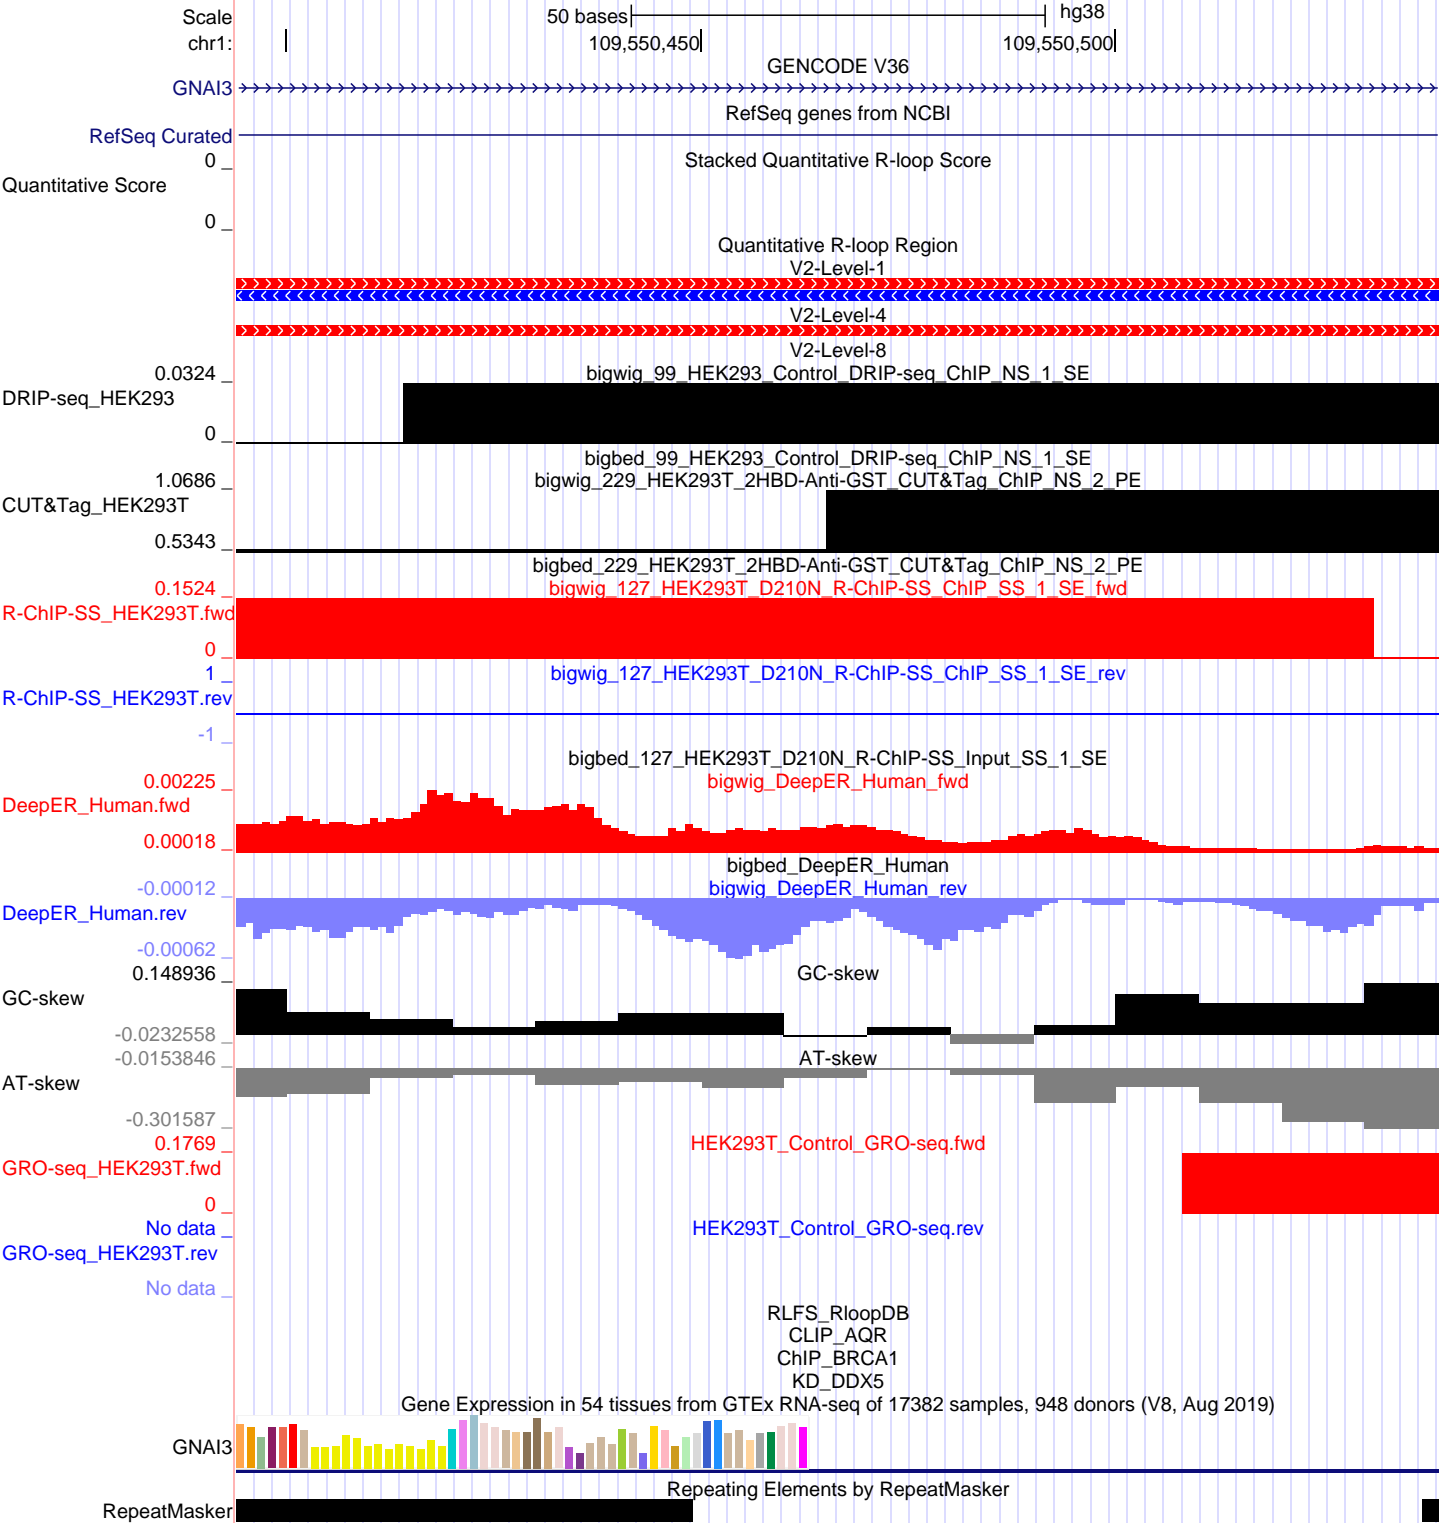 Scale 50 bases hg38
chr1: 109,550,450 109,550,500
GENCODE V36
GNAI3
RefSeq genes from NCBI
RefSeq Curated
0 Stacked Quantitative R-loop Score
Quantitative Score
0
Quantitative R-loop Region
V2-Level-1
V2-Level-4
V2-Level-8
0.0324 bigwig_99_HEK293_Control_DRIP-seq_ChIP_NS_1_SE
DRIP-seq_HEK293
0
bigbed_99_HEK293_Control_DRIP-seq_ChIP_NS_1_SE
1.0686 bigwig_229_HEK293T_2HBD-Anti-GST_CUT&Tag_ChIP_NS_2_PE
CUT&Tag_HEK293T
0.5343
bigbed_229_HEK293T_2HBD-Anti-GST_CUT&Tag_ChIP_NS_2_PE
0.1524 bigwig_127_HEK293T_D210N_R-ChIP-SS_ChIP_SS_1_SE_fwd
R-ChIP-SS_HEK293T.fwd
0
1 bigwig_127_HEK293T_D210N_R-ChIP-SS_ChIP_SS_1_SE_rev
R-ChIP-SS_HEK293T.rev
-1
bigbed_127_HEK293T_D210N_R-ChIP-SS_Input_SS_1_SE
0.00225 bigwig_DeepER_Human_fwd
DeepER_Human.fwd
0.00018
bigbed_DeepER_Human
-0.00012 bigwig_DeepER_Human_rev
DeepER_Human.rev
-0.00062
0.148936 GC-skew
GC-skew
-0.0232558
-0.0153846 AT-skew
AT-skew
-0.301587
0.1769 HEK293T_Control_GRO-seq.fwd
GRO-seq_HEK293T.fwd
0
No data HEK293T_Control_GRO-seq.rev
GRO-seq_HEK293T.rev
No data
RLFS_RloopDB
CLIP_AQR
ChIP_BRCA1
KD_DDX5
Gene Expression in 54 tissues from GTEx RNA-seq of 17382 samples, 948 donors (V8, Aug 2019)
GNAI3
Repeating Elements by RepeatMasker
RepeatMasker